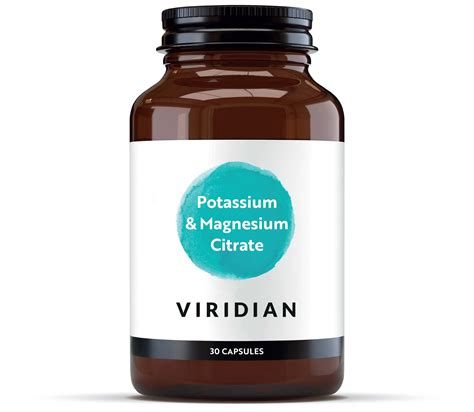 Potassium
& Magnesium
Citrate
VIRIDIAN
30 CAPSULES